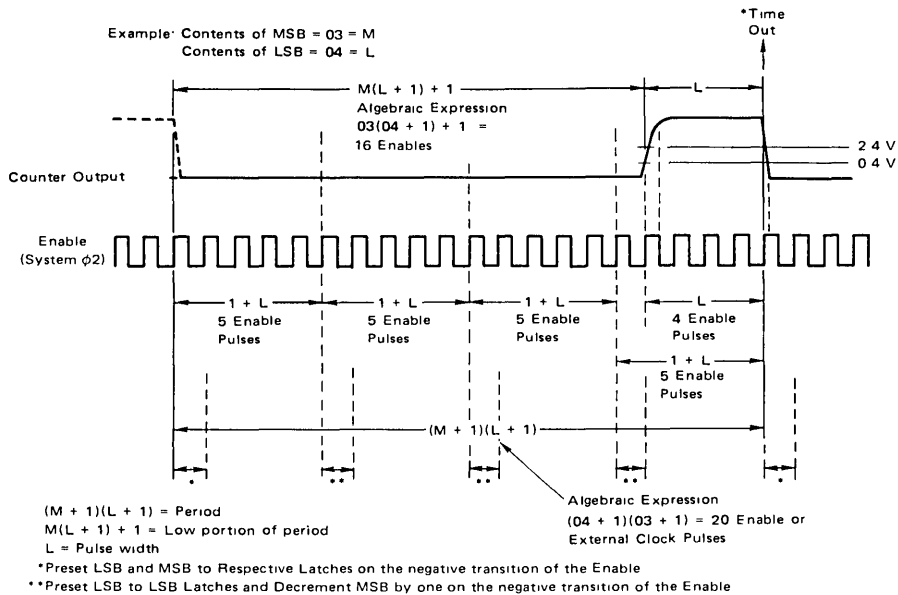 *Time
Out
Example: Contents of MSB = 03 = M
Contents of LSB = 04 = L
M(L + 1) + 1
L
Algebraic Expression
03(04 + 1) + 1 =
16 Enables
2 4 V
0 4 V
Counter Output
Enable
(System ϕ2)
1 + L
5 Enable
Pulses
1 + L
5 Enable
Pulses
1 + L
5 Enable
Pulses
L
4 Enable
Pulses
1 + L
5 Enable
Pulses
(M + 1)(L + 1)
*
**
**
**
*
Algebraic Expression
(04 + 1)(03 + 1) = 20 Enable or
External Clock Pulses
(M + 1)(L + 1) = Period
M(L + 1) + 1 = Low portion of period
L = Pulse width
*Preset LSB and MSB to Respective Latches on the negative transition of the Enable
**Preset LSB to LSB Latches and Decrement MSB by one on the negative transition of the Enable